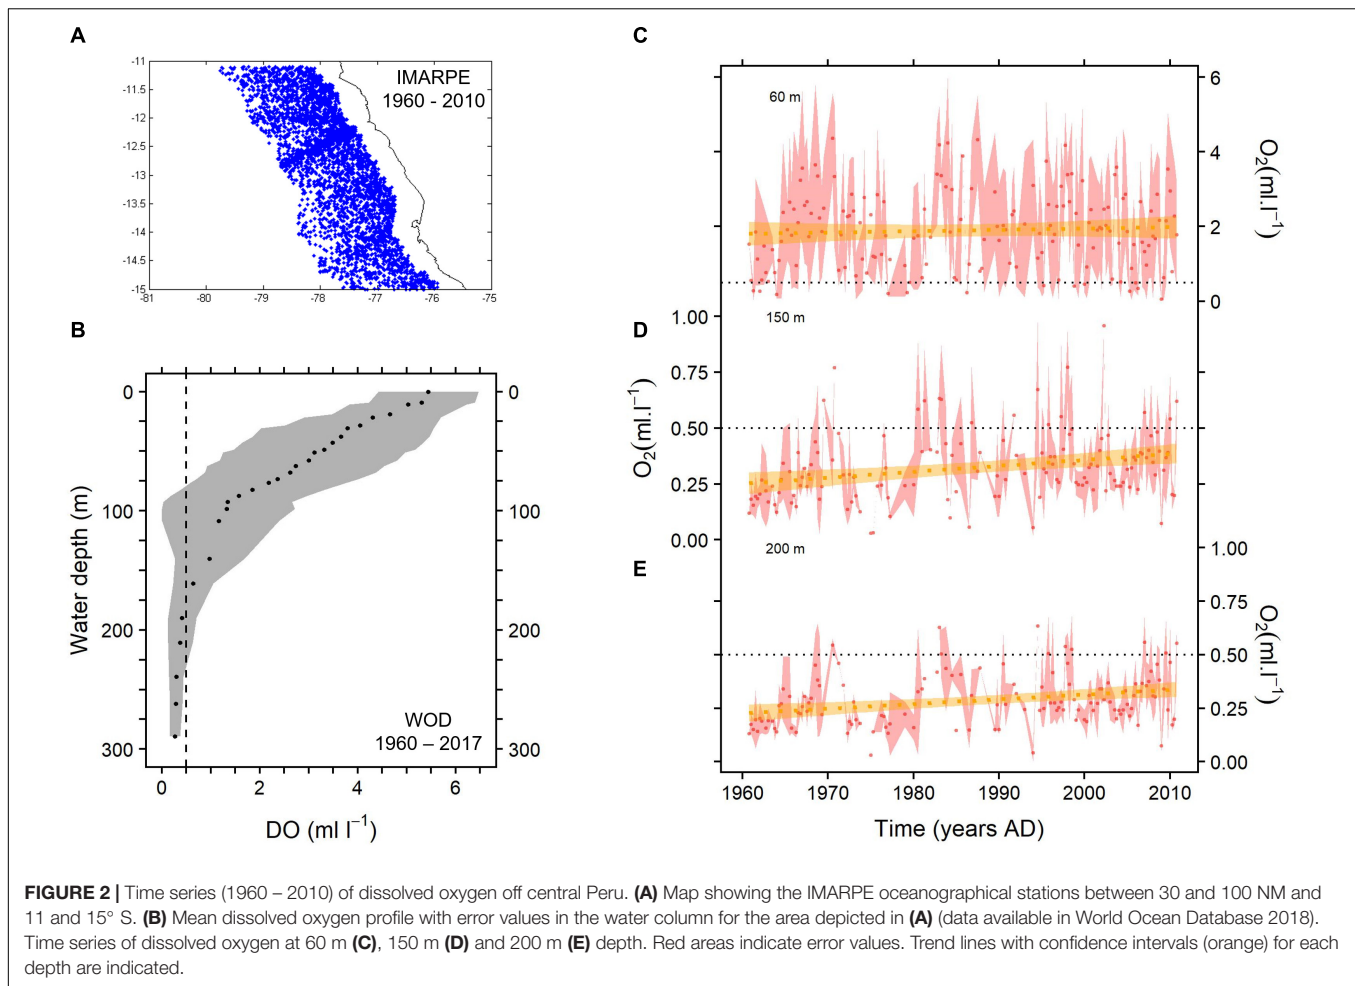 A
-11
-11.5
-12
-12.5
-13
-13.5
-14
-14.5
-15
-81
-80
-79
-78
-77
-76
-75
IMARPE
1960 - 2010
B
0
100
200
300
0
100
200
300
Water depth (m)
WOD
1960 – 2017
0
2
4
6
DO (ml l⁻¹)
C
60 m
6
4
2
0
O₂(ml.l⁻¹)
D
150 m
1.00
0.75
0.50
0.25
0.00
O₂(ml.l⁻¹)
E
200 m
1.00
0.75
0.50
0.25
0.00
O₂(ml.l⁻¹)
1960
1970
1980
1990
2000
2010
Time (years AD)
FIGURE 2 | Time series (1960 – 2010) of dissolved oxygen off central Peru. (A) Map showing the IMARPE oceanographical stations between 30 and 100 NM and
11 and 15° S. (B) Mean dissolved oxygen profile with error values in the water column for the area depicted in (A) (data available in World Ocean Database 2018).
Time series of dissolved oxygen at 60 m (C), 150 m (D) and 200 m (E) depth. Red areas indicate error values. Trend lines with confidence intervals (orange) for each
depth are indicated.